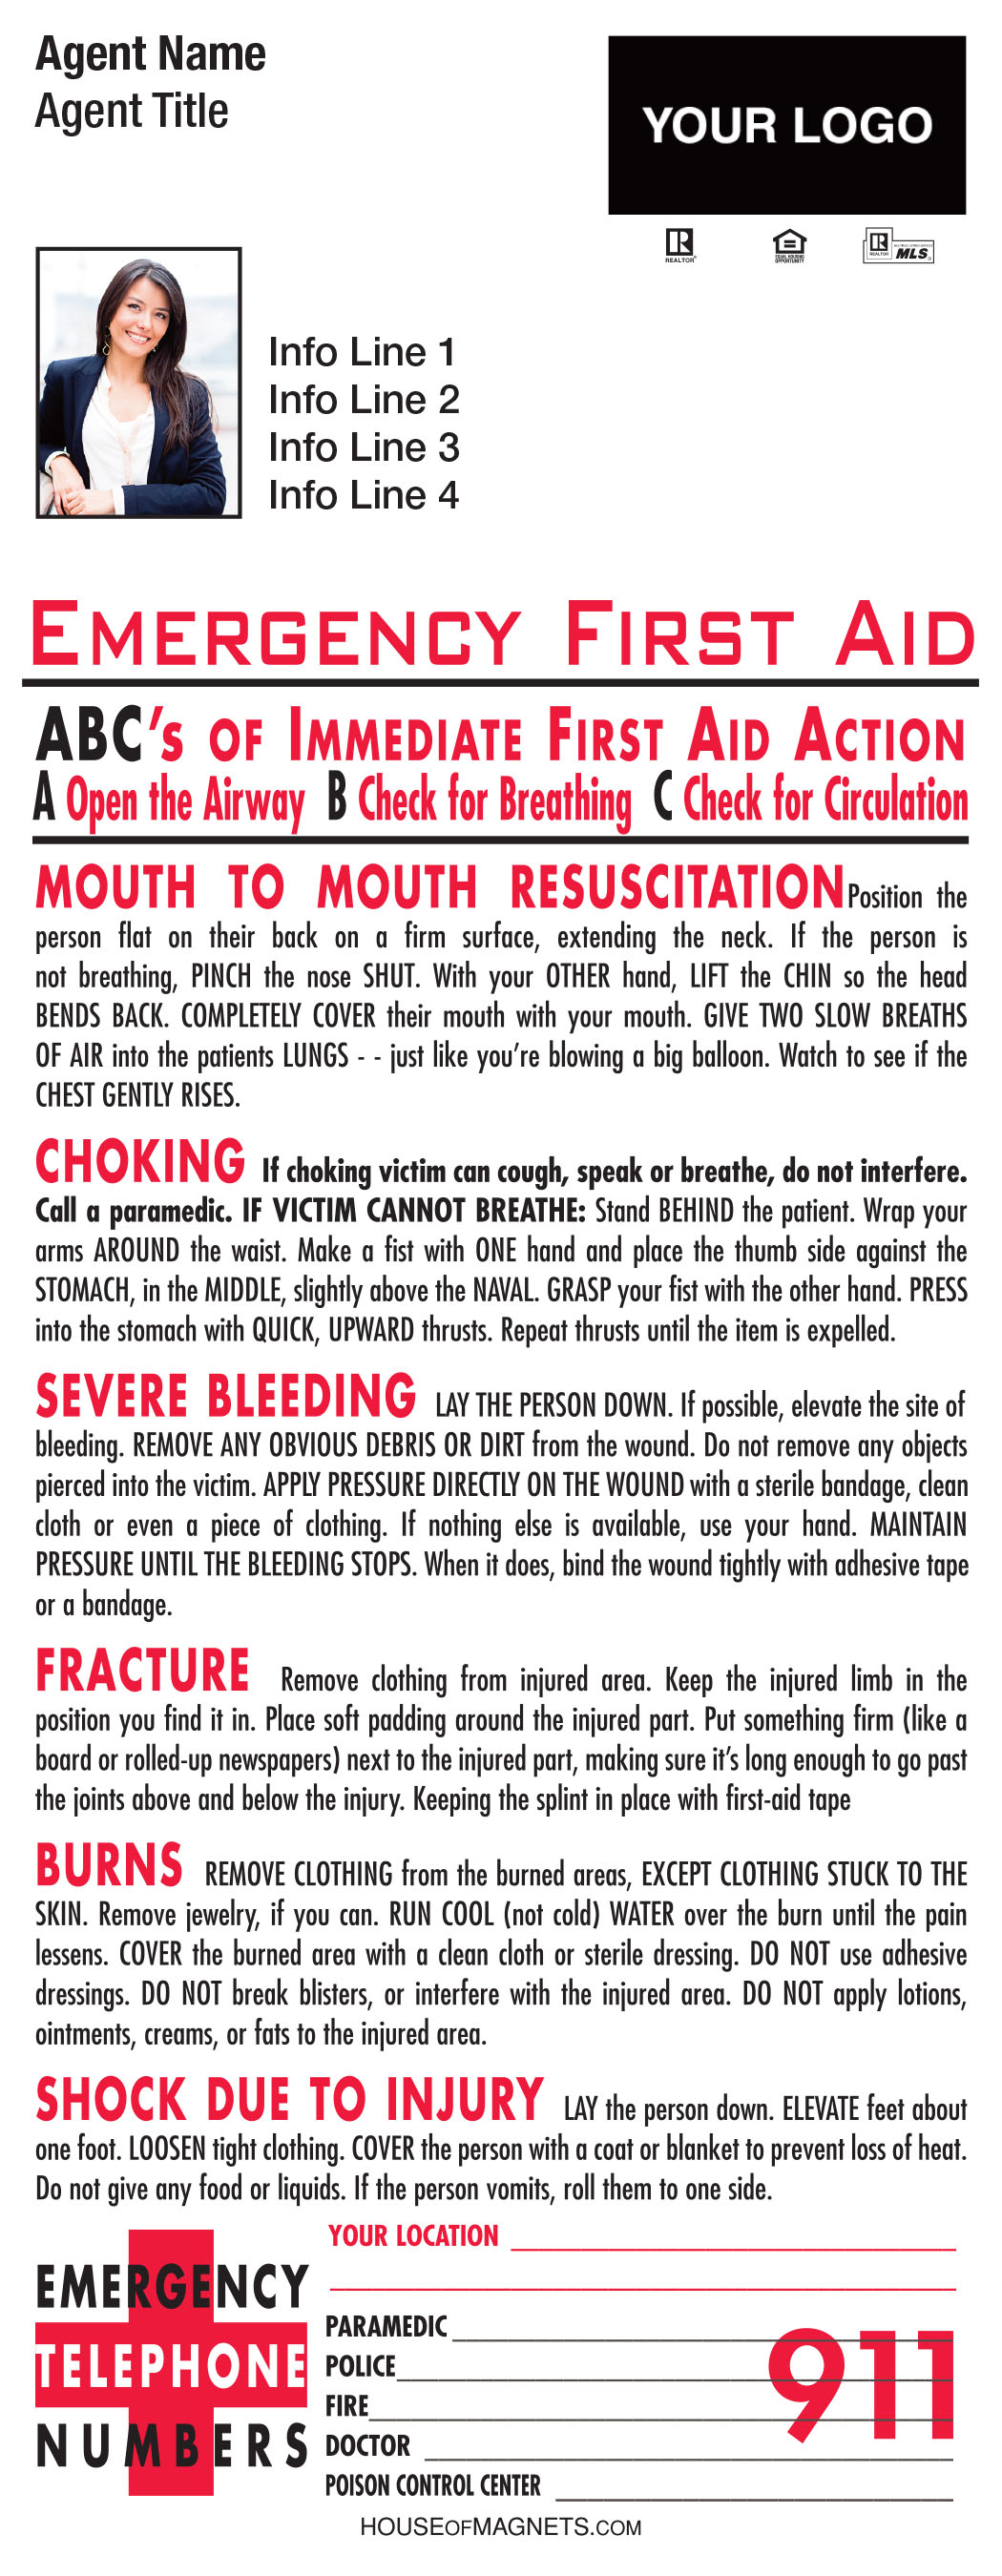 Agent Name
Agent Title
YOUR LOGO
REALTOR®
EQUAL HOUSING
OPPORTUNITY
REALTOR
MLS
Info Line 1
Info Line 2
Info Line 3
Info Line 4
EMERGENCY FIRST AID
ABC's OF IMMEDIATE FIRST AID ACTION
A Open the Airway B Check for Breathing C Check for Circulation
MOUTH TO MOUTH RESUSCITATION Position the
person flat on their back on a firm surface, extending the neck. If the person is
not breathing, PINCH the nose SHUT. With your OTHER hand, LIFT the CHIN so the head
BENDS BACK. COMPLETELY COVER their mouth with your mouth. GIVE TWO SLOW BREATHS
OF AIR into the patients LUNGS - - just like you're blowing a big balloon. Watch to see if the
CHEST GENTLY RISES.
CHOKING If choking victim can cough, speak or breathe, do not interfere.
Call a paramedic. IF VICTIM CANNOT BREATHE: Stand BEHIND the patient. Wrap your
arms AROUND the waist. Make a fist with ONE hand and place the thumb side against the
STOMACH, in the MIDDLE, slightly above the NAVAL. GRASP your fist with the other hand. PRESS
into the stomach with QUICK, UPWARD thrusts. Repeat thrusts until the item is expelled.
SEVERE BLEEDING LAY THE PERSON DOWN. If possible, elevate the site of
bleeding. REMOVE ANY OBVIOUS DEBRIS OR DIRT from the wound. Do not remove any objects
pierced into the victim. APPLY PRESSURE DIRECTLY ON THE WOUND with a sterile bandage, clean
cloth or even a piece of clothing. If nothing else is available, use your hand. MAINTAIN
PRESSURE UNTIL THE BLEEDING STOPS. When it does, bind the wound tightly with adhesive tape
or a bandage.
FRACTURE Remove clothing from injured area. Keep the injured limb in the
position you find it in. Place soft padding around the injured part. Put something firm (like a
board or rolled-up newspapers) next to the injured part, making sure it's long enough to go past
the joints above and below the injury. Keeping the splint in place with first-aid tape
BURNS REMOVE CLOTHING from the burned areas, EXCEPT CLOTHING STUCK TO THE
SKIN. Remove jewelry, if you can. RUN COOL (not cold) WATER over the burn until the pain
lessens. COVER the burned area with a clean cloth or sterile dressing. DO NOT use adhesive
dressings. DO NOT break blisters, or interfere with the injured area. DO NOT apply lotions,
ointments, creams, or fats to the injured area.
SHOCK DUE TO INJURY LAY the person down. ELEVATE feet about
one foot. LOOSEN tight clothing. COVER the person with a coat or blanket to prevent loss of heat.
Do not give any food or liquids. If the person vomits, roll them to one side.
EMERGENCY
TELEPHONE
NUMBERS
YOUR LOCATION
PARAMEDIC
POLICE
FIRE
DOCTOR
POISON CONTROL CENTER
911
HOUSEOFMAGNETS.COM